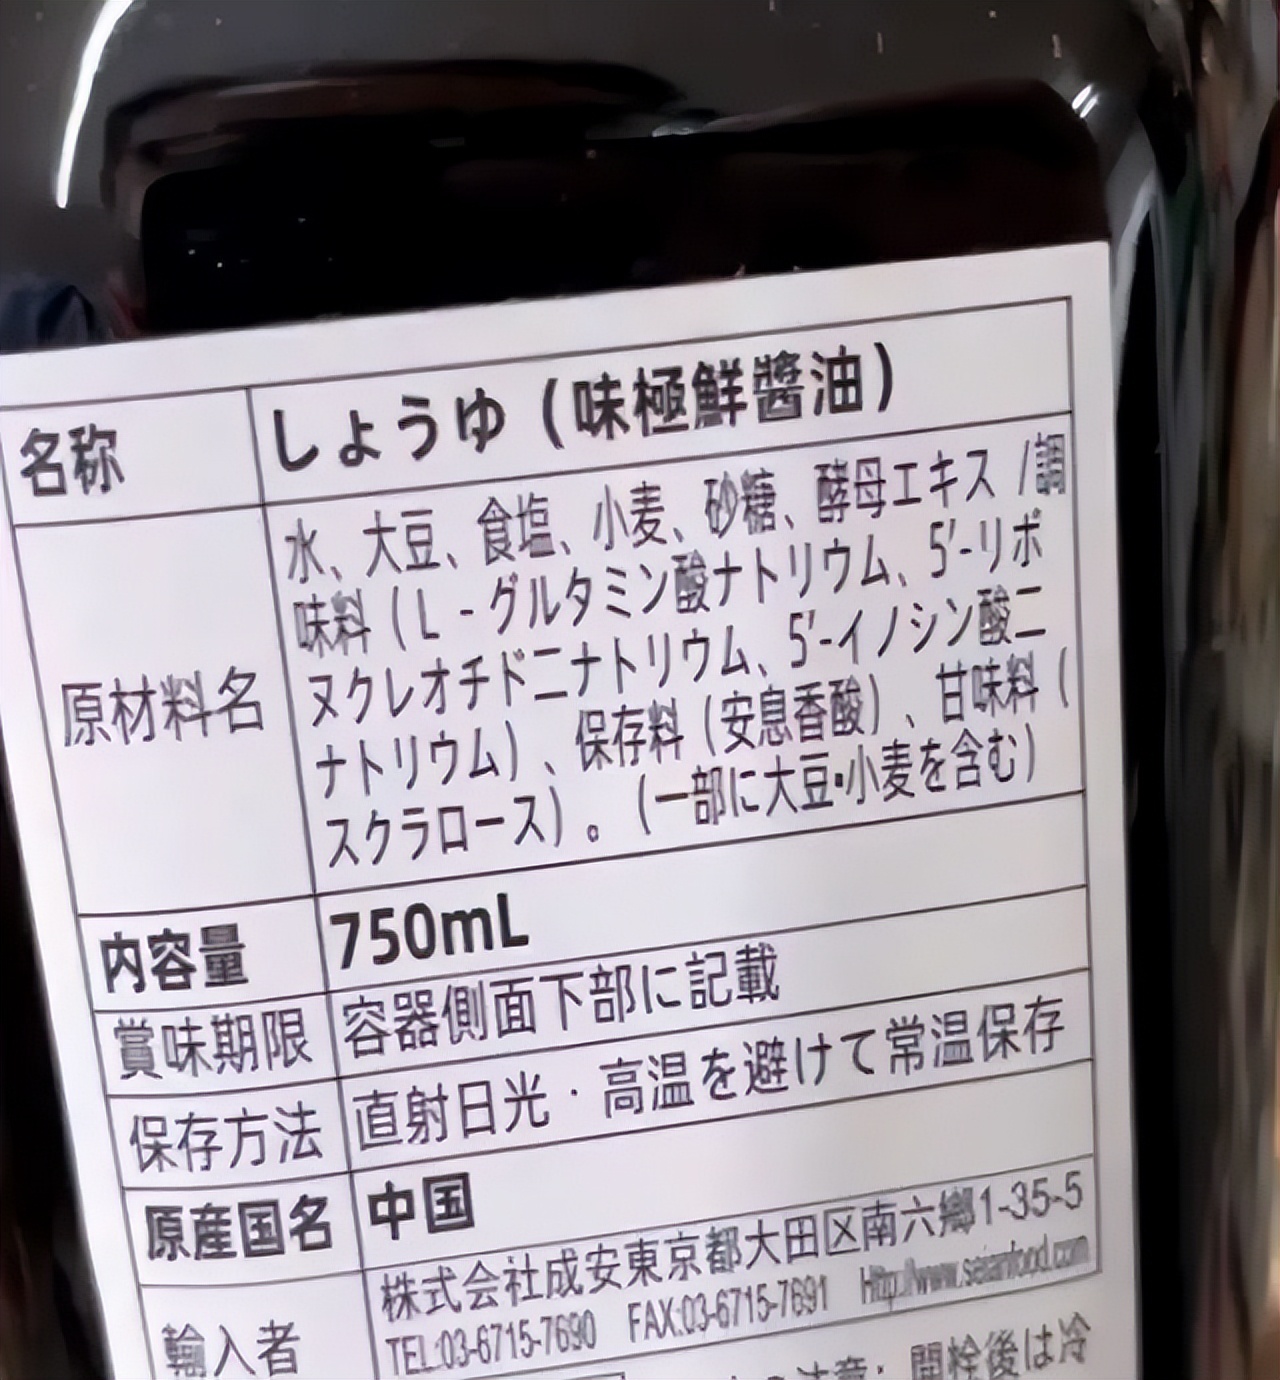 名称 しょうゆ（味極鮮醬油）
原材料名
水、大豆、食塩、小麦、砂糖、酵母エキス /調
味料（L - グルタミン酸ナトリウム、5'-リボ
ヌクレオチドニナトリウム、5'-イノシン酸ニ
ナトリウム）、保存料（安息香酸）、甘味料（
スクラロース）。（一部に大豆・小麦を含む）
内容量 750mL
賞味期限 容器側面下部に記載
保存方法 直射日光・高温を避けて常温保存
原産国名 中国
輸入者
株式会社成安東京都大田区南六郷1-35-5
TEL:03-6715-7690 FAX:03-6715-7691 Http://www.seianfood.com
注意：開栓後は冷